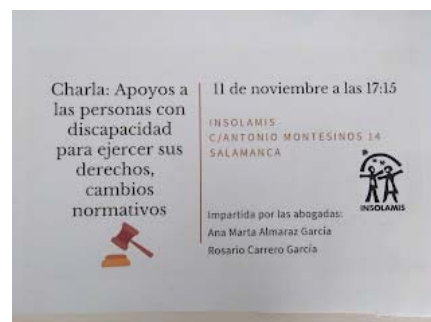 Charla: Apoyos a
las personas con
discapacidad
para ejercer sus
derechos,
cambios
normativos
11 de noviembre a las 17:15
INSOLAMIS
C/ANTONIO MONTESINOS 14
SALAMANCA
INSOLAMIS
Impartida por las abogadas:
Ana Marta Almaraz García
Rosario Carrero García